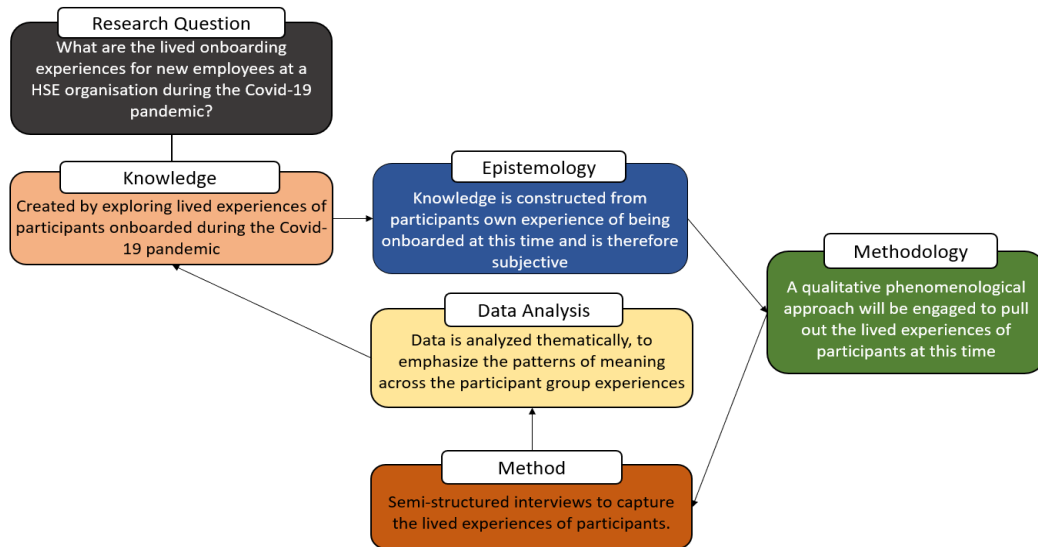 Research Question
What are the lived onboarding
experiences for new employees at a
HSE organisation during the Covid-19
pandemic?
Knowledge
Created by exploring lived experiences of
participants onboarded during the Covid-
19 pandemic
Epistemology
Knowledge is constructed from
participants own experience of being
onboarded at this time and is therefore
subjective
Methodology
A qualitative phenomenological
approach will be engaged to pull
out the lived experiences of
participants at this time
Data Analysis
Data is analyzed thematically, to
emphasize the patterns of meaning
across the participant group experiences
Method
Semi-structured interviews to capture
the lived experiences of participants.